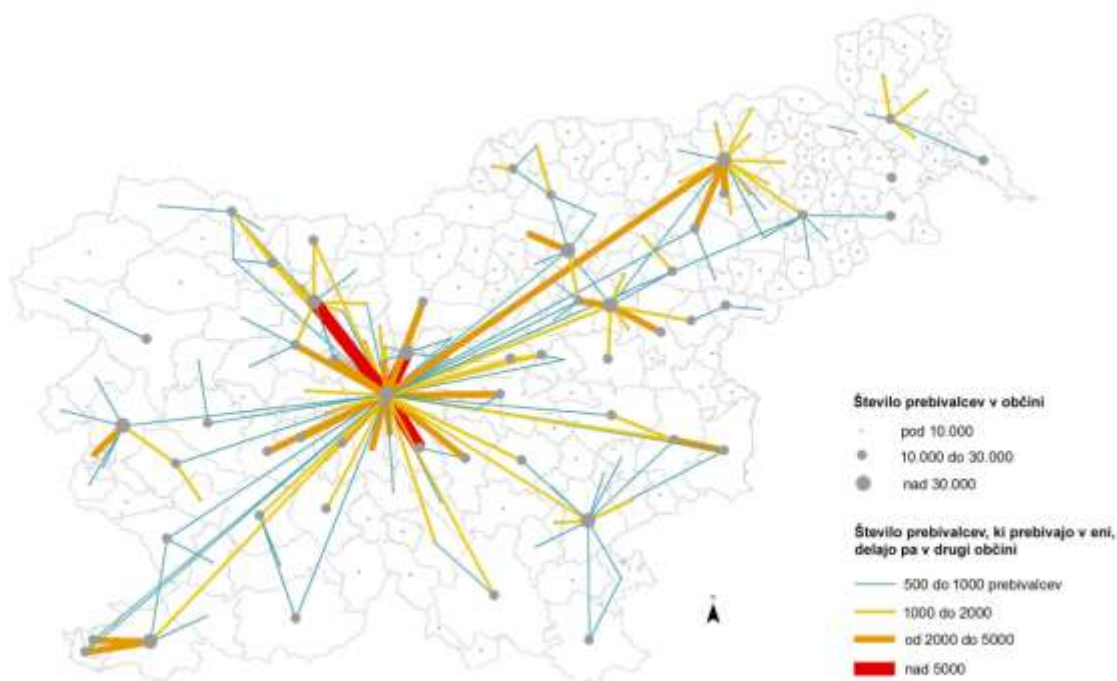 Število prebivalcev v občini
pod 10.000
10.000 do 30.000
nad 30.000
Število prebivalcev, ki prebivajo v eni,
delajo pa v drugi občini
500 do 1000 prebivalcev
1000 do 2000
od 2000 do 5000
nad 5000